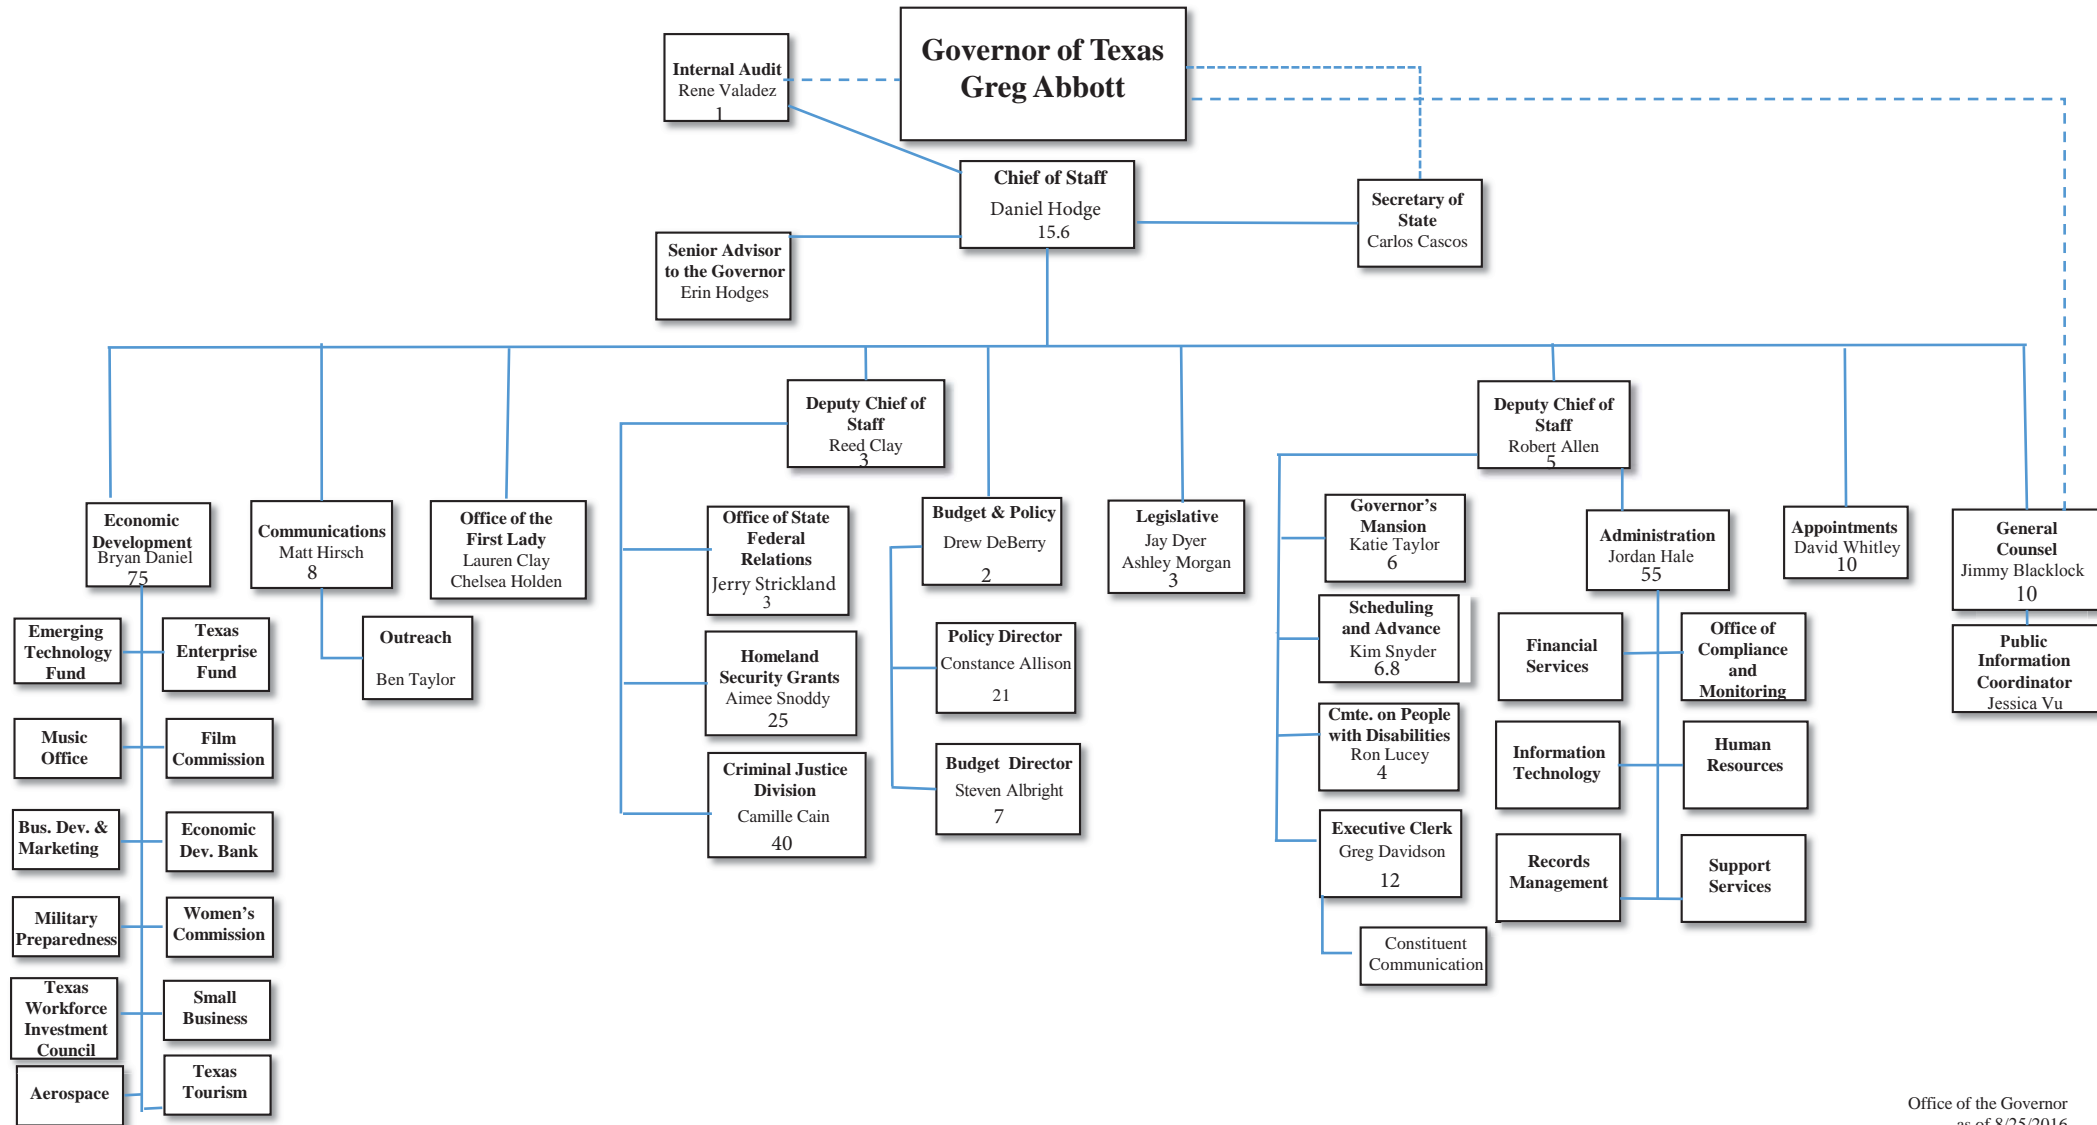 Governor of Texas
Greg Abbott
Internal Audit
Rene Valadez
1
Chief of Staff
Daniel Hodge
15.6
Secretary of
State
Carlos Cascos
Senior Advisor
to the Governor
Erin Hodges
Deputy Chief of
Staff
Reed Clay
3
Deputy Chief of
Staff
Robert Allen
5
Economic
Development
Bryan Daniel
75
Communications
Matt Hirsch
8
Office of the
First Lady
Lauren Clay
Chelsea Holden
Office of State
Federal
Relations
Jerry Strickland
3
Budget & Policy
Drew DeBerry
2
Legislative
Jay Dyer
Ashley Morgan
3
Governor's
Mansion
Katie Taylor
6
Administration
Jordan Hale
55
Appointments
David Whitley
10
General
Counsel
Jimmy Blacklock
10
Emerging
Technology
Fund
Texas
Enterprise
Fund
Outreach
Ben Taylor
Homeland
Security Grants
Aimee Snoddy
25
Policy Director
Constance Allison
21
Scheduling
and Advance
Kim Snyder
6.8
Financial
Services
Office of
Compliance
and
Monitoring
Public
Information
Coordinator
Jessica Vu
Music
Office
Film
Commission
Criminal Justice
Division
Camille Cain
40
Budget  Director
Steven Albright
7
Cmte. on People
with Disabilities
Ron Lucey
4
Information
Technology
Human
Resources
Bus. Dev. &
Marketing
Economic
Dev. Bank
Executive Clerk
Greg Davidson
12
Records
Management
Support
Services
Military
Preparedness
Women's
Commission
Constituent
Communication
Texas
Workforce
Investment
Council
Small
Business
Aerospace
Texas
Tourism
Office of the Governor
as of 8/25/2016